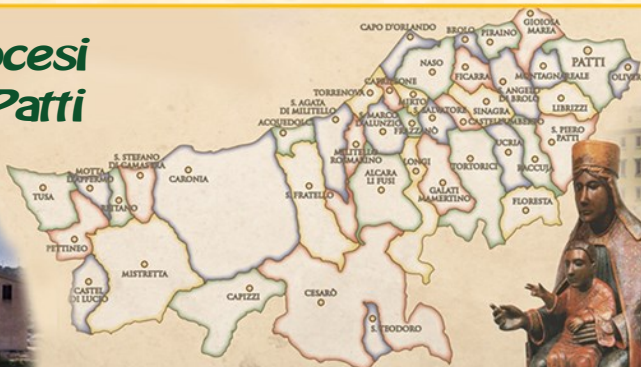 ocesi
Patti
CAPO D'ORLANDO
BROLO
PIRAINO
GIOIOSA
MAREA
NASO
FICARRA
MONTAGNAREALE
PATTI
OLIVERI
S. ANGELO
DI BROLO
LIBRIZZI
TORRENOVA
CAPRI LEONE
MIRTO
S. SALVATORE
SINAGRA
CASTELL'UMBERTO
S. PIERO
PATTI
S. AGATA
DI MILITELLO
S. MARCO
D'ALUNZIO
FRAZZANÒ
ACQUEDOLCI
MILITELLO
ROSMARINO
LONGI
TORTORICI
UCRIA
RACCUJA
S. STEFANO
DI CAMASTRA
CARONIA
MOTTA
D'AFFERMO
TUSA
REITANO
S. FRATELLO
ALCARA
LI FUSI
GALATI
MAMERTINO
FLORESTA
PETTINEO
MISTRETTA
CASTEL
DI LUCIO
CAPIZZI
CESARÒ
S. TEODORO